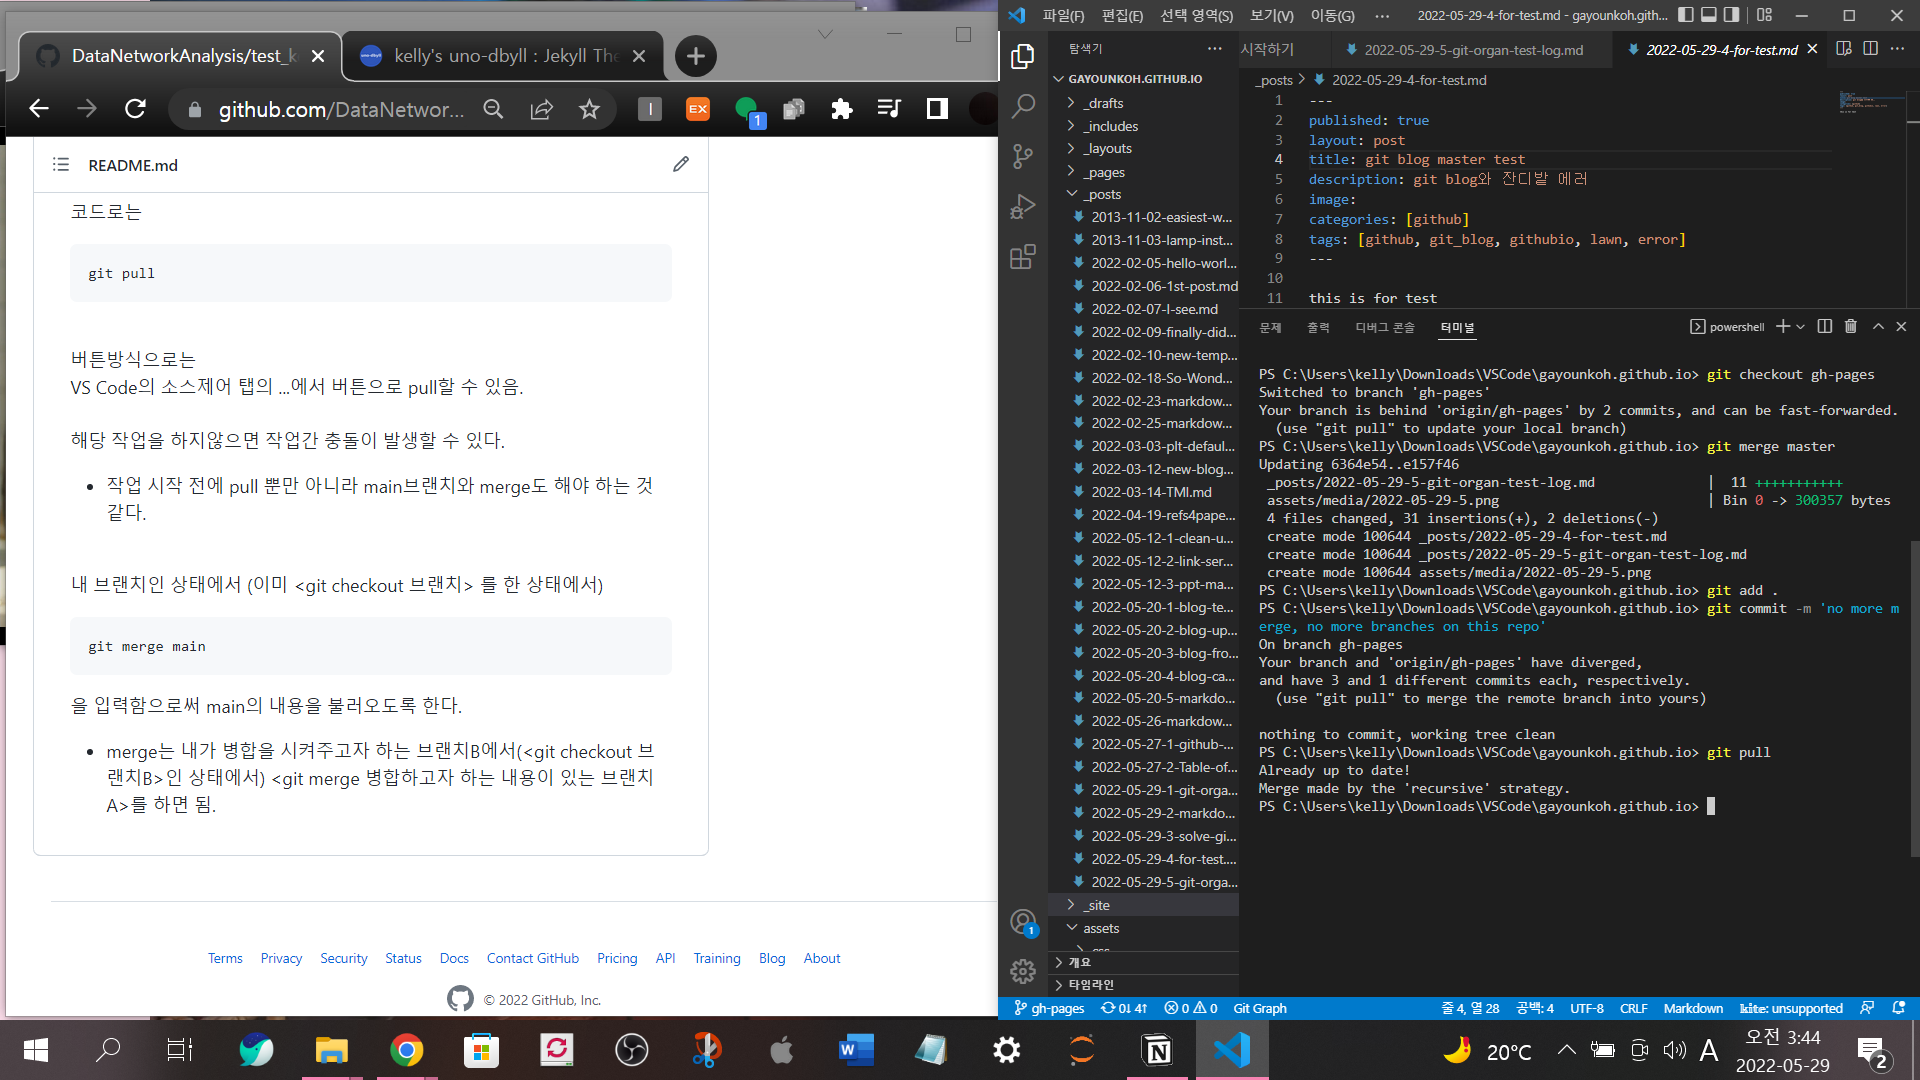 DataNetworkAnalysis/test_k
kelly's uno-dbyll : Jekyll The
github.com/DataNetwor...
EX
1
README.md
코드로는
git pull
버튼방식으로는
VS Code의 소스제어 탭의 ...에서 버튼으로 pull할 수 있음.
해당 작업을 하지않으면 작업간 충돌이 발생할 수 있다.
작업 시작 전에 pull 뿐만 아니라 main브랜치와 merge도 해야 하는 것
같다.
내 브랜치인 상태에서 (이미 <git checkout 브랜치> 를 한 상태에서)
git merge main
을 입력함으로써 main의 내용을 불러오도록 한다.
merge는 내가 병합을 시켜주고자 하는 브랜치B에서(<git checkout 브
랜치B>인 상태에서) <git merge 병합하고자 하는 내용이 있는 브랜치
A>를 하면 됨.
Terms Privacy Security Status Docs Contact GitHub Pricing API Training Blog About
© 2022 GitHub, Inc.
파일(F) 편집(E) 선택 영역(S) 보기(V) 이동(G) ... 2022-05-29-4-for-test.md - gayounkoh.gith...
탐색기
GAYOUNKOH.GITHUB.IO
_drafts
_includes
_layouts
_pages
_posts
2013-11-02-easiest-w...
2013-11-03-lamp-inst...
2022-02-05-hello-worl...
2022-02-06-1st-post.md
2022-02-07-I-see.md
2022-02-09-finally-did...
2022-02-10-new-temp...
2022-02-18-So-Wond...
2022-02-23-markdow...
2022-02-25-markdow...
2022-03-03-plt-defaul...
2022-03-12-new-blog...
2022-03-14-TMI.md
2022-04-19-refs4pape...
2022-05-12-1-clean-u...
2022-05-12-2-link-ser...
2022-05-12-3-ppt-ma...
2022-05-20-1-blog-te...
2022-05-20-2-blog-up...
2022-05-20-3-blog-fro...
2022-05-20-4-blog-ca...
2022-05-20-5-markdo...
2022-05-26-markdow...
2022-05-27-1-github-...
2022-05-27-2-Table-of...
2022-05-29-1-git-orga...
2022-05-29-2-markdo...
2022-05-29-3-solve-gi...
2022-05-29-4-for-test....
2022-05-29-5-git-orga...
_site
assets
css
개요
타임라인
시작하기 2022-05-29-5-git-organ-test-log.md 2022-05-29-4-for-test.md
_posts > 2022-05-29-4-for-test.md
1 ---
2 published: true
3 layout: post
4 title: git blog master test
5 description: git blog와 잔디밭 에러
6 image:
7 categories: [github]
8 tags: [github, git_blog, githubio, lawn, error]
9 ---
10
11 this is for test
문제 출력 디버그 콘솔 터미널 powershell
PS C:\Users\kelly\Downloads\VSCode\gayounkoh.github.io> git checkout gh-pages
Switched to branch 'gh-pages'
Your branch is behind 'origin/gh-pages' by 2 commits, and can be fast-forwarded.
(use "git pull" to update your local branch)
PS C:\Users\kelly\Downloads\VSCode\gayounkoh.github.io> git merge master
Updating 6364e54..e157f46
_posts/2022-05-29-5-git-organ-test-log.md | 11 +++++++++++
assets/media/2022-05-29-5.png | Bin 0 -> 300357 bytes
4 files changed, 31 insertions(+), 2 deletions(-)
create mode 100644 _posts/2022-05-29-4-for-test.md
create mode 100644 _posts/2022-05-29-5-git-organ-test-log.md
create mode 100644 assets/media/2022-05-29-5.png
PS C:\Users\kelly\Downloads\VSCode\gayounkoh.github.io> git add .
PS C:\Users\kelly\Downloads\VSCode\gayounkoh.github.io> git commit -m 'no more m
erge, no more branches on this repo'
On branch gh-pages
Your branch and 'origin/gh-pages' have diverged,
and have 3 and 1 different commits each, respectively.
(use "git pull" to merge the remote branch into yours)
nothing to commit, working tree clean
PS C:\Users\kelly\Downloads\VSCode\gayounkoh.github.io> git pull
Already up to date!
Merge made by the 'recursive' strategy.
PS C:\Users\kelly\Downloads\VSCode\gayounkoh.github.io>
1
gh-pages 0↓ 4↑ 0 0 Git Graph 줄 4, 열 28 공백: 4 UTF-8 CRLF Markdown kite: unsupported
20°C A 오전 3:44
2022-05-29
2